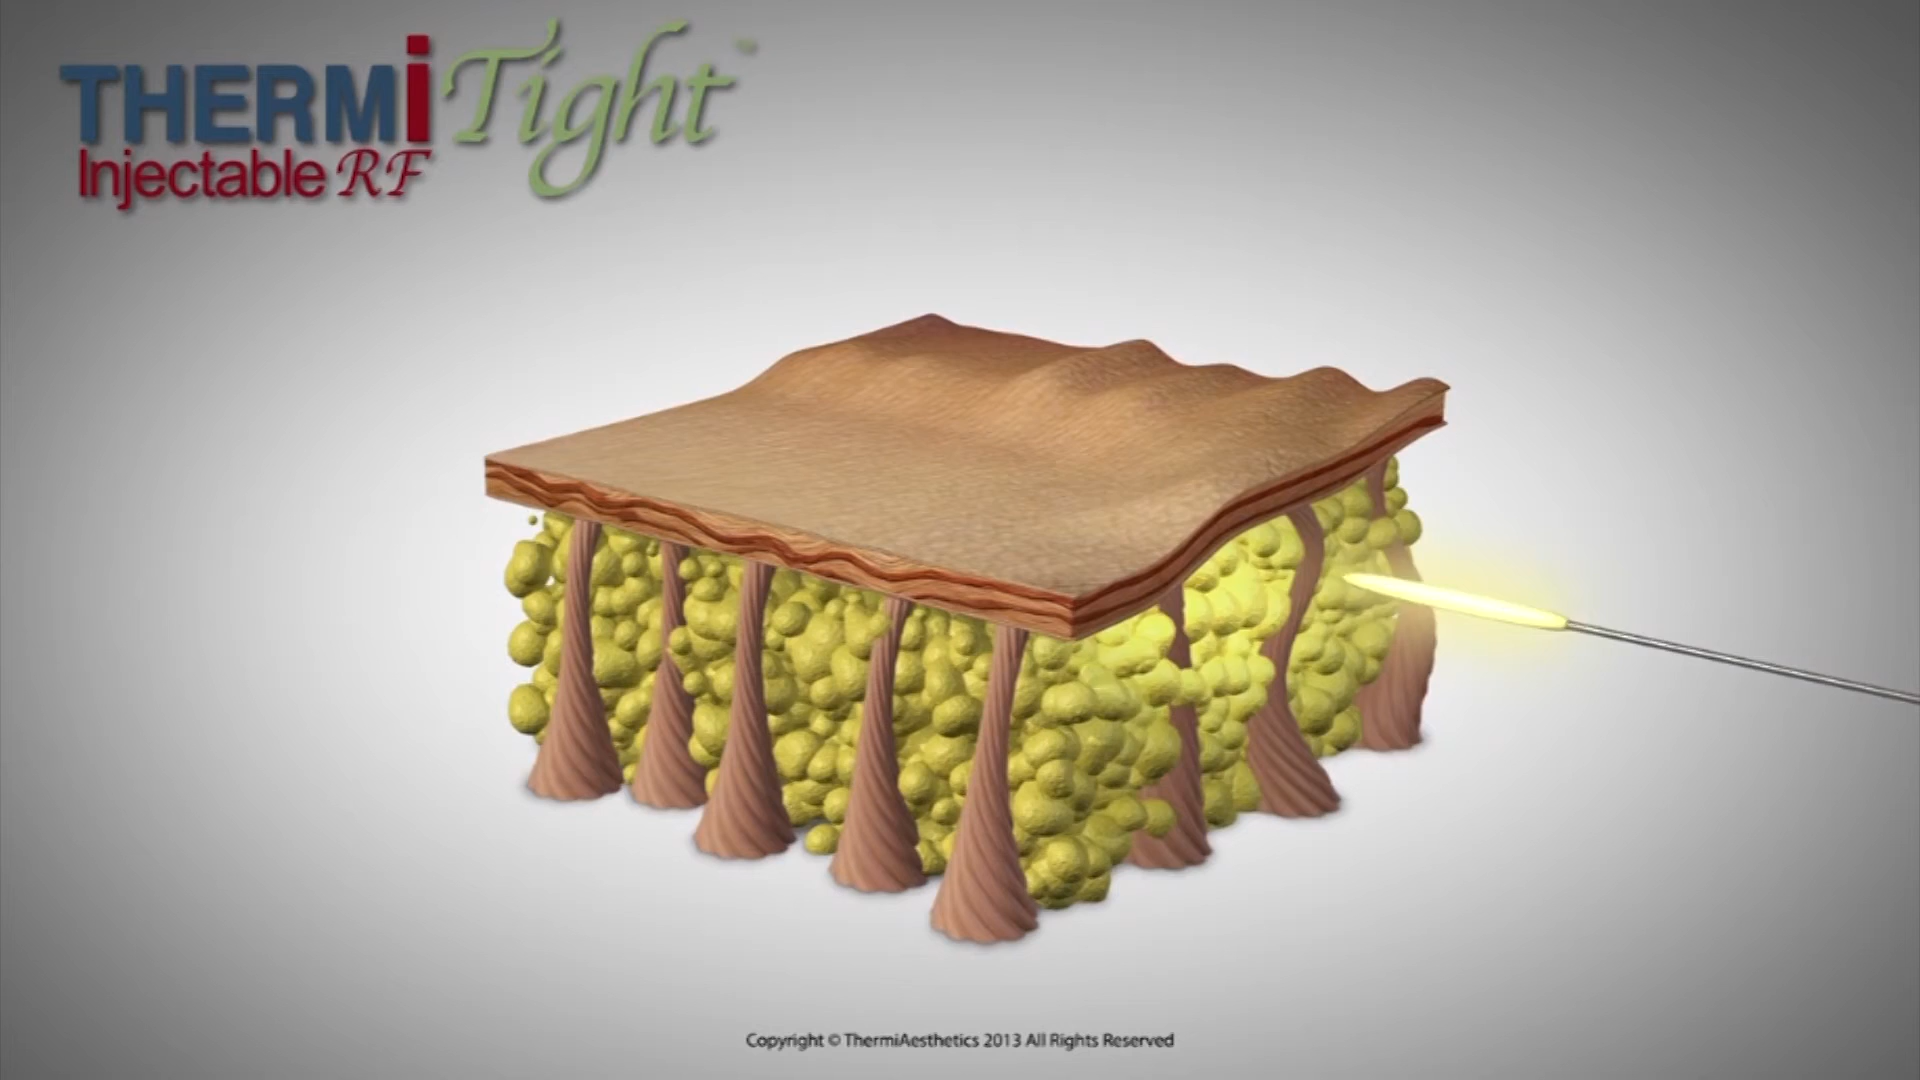 THERMi Tight™
Injectable RF
Copyright © ThermiAesthetics 2013 All Rights Reserved